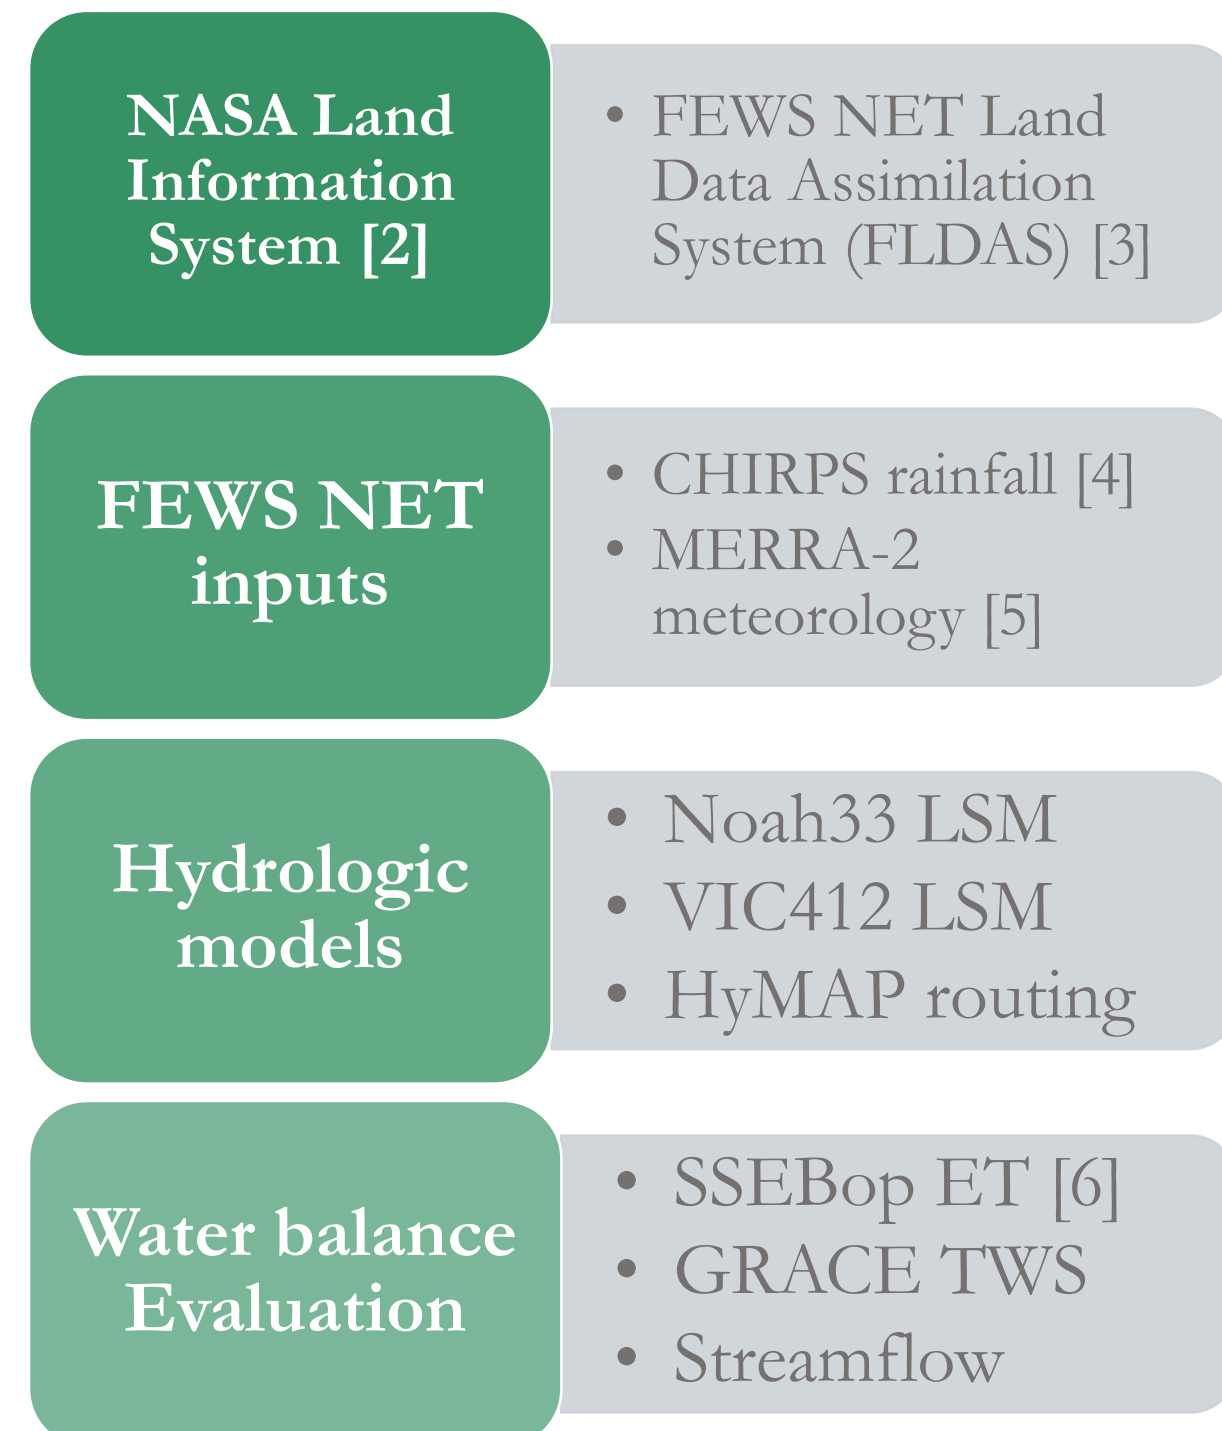 NASA Land
Information
System [2]
• FEWS NET Land
Data Assimilation
System (FLDAS) [3]
FEWS NET
inputs
• CHIRPS rainfall [4]
• MERRA-2
meteorology [5]
Hydrologic
models
• Noah33 LSM
• VIC412 LSM
• HyMAP routing
Water balance
Evaluation
• SSEBop ET [6]
• GRACE TWS
• Streamflow